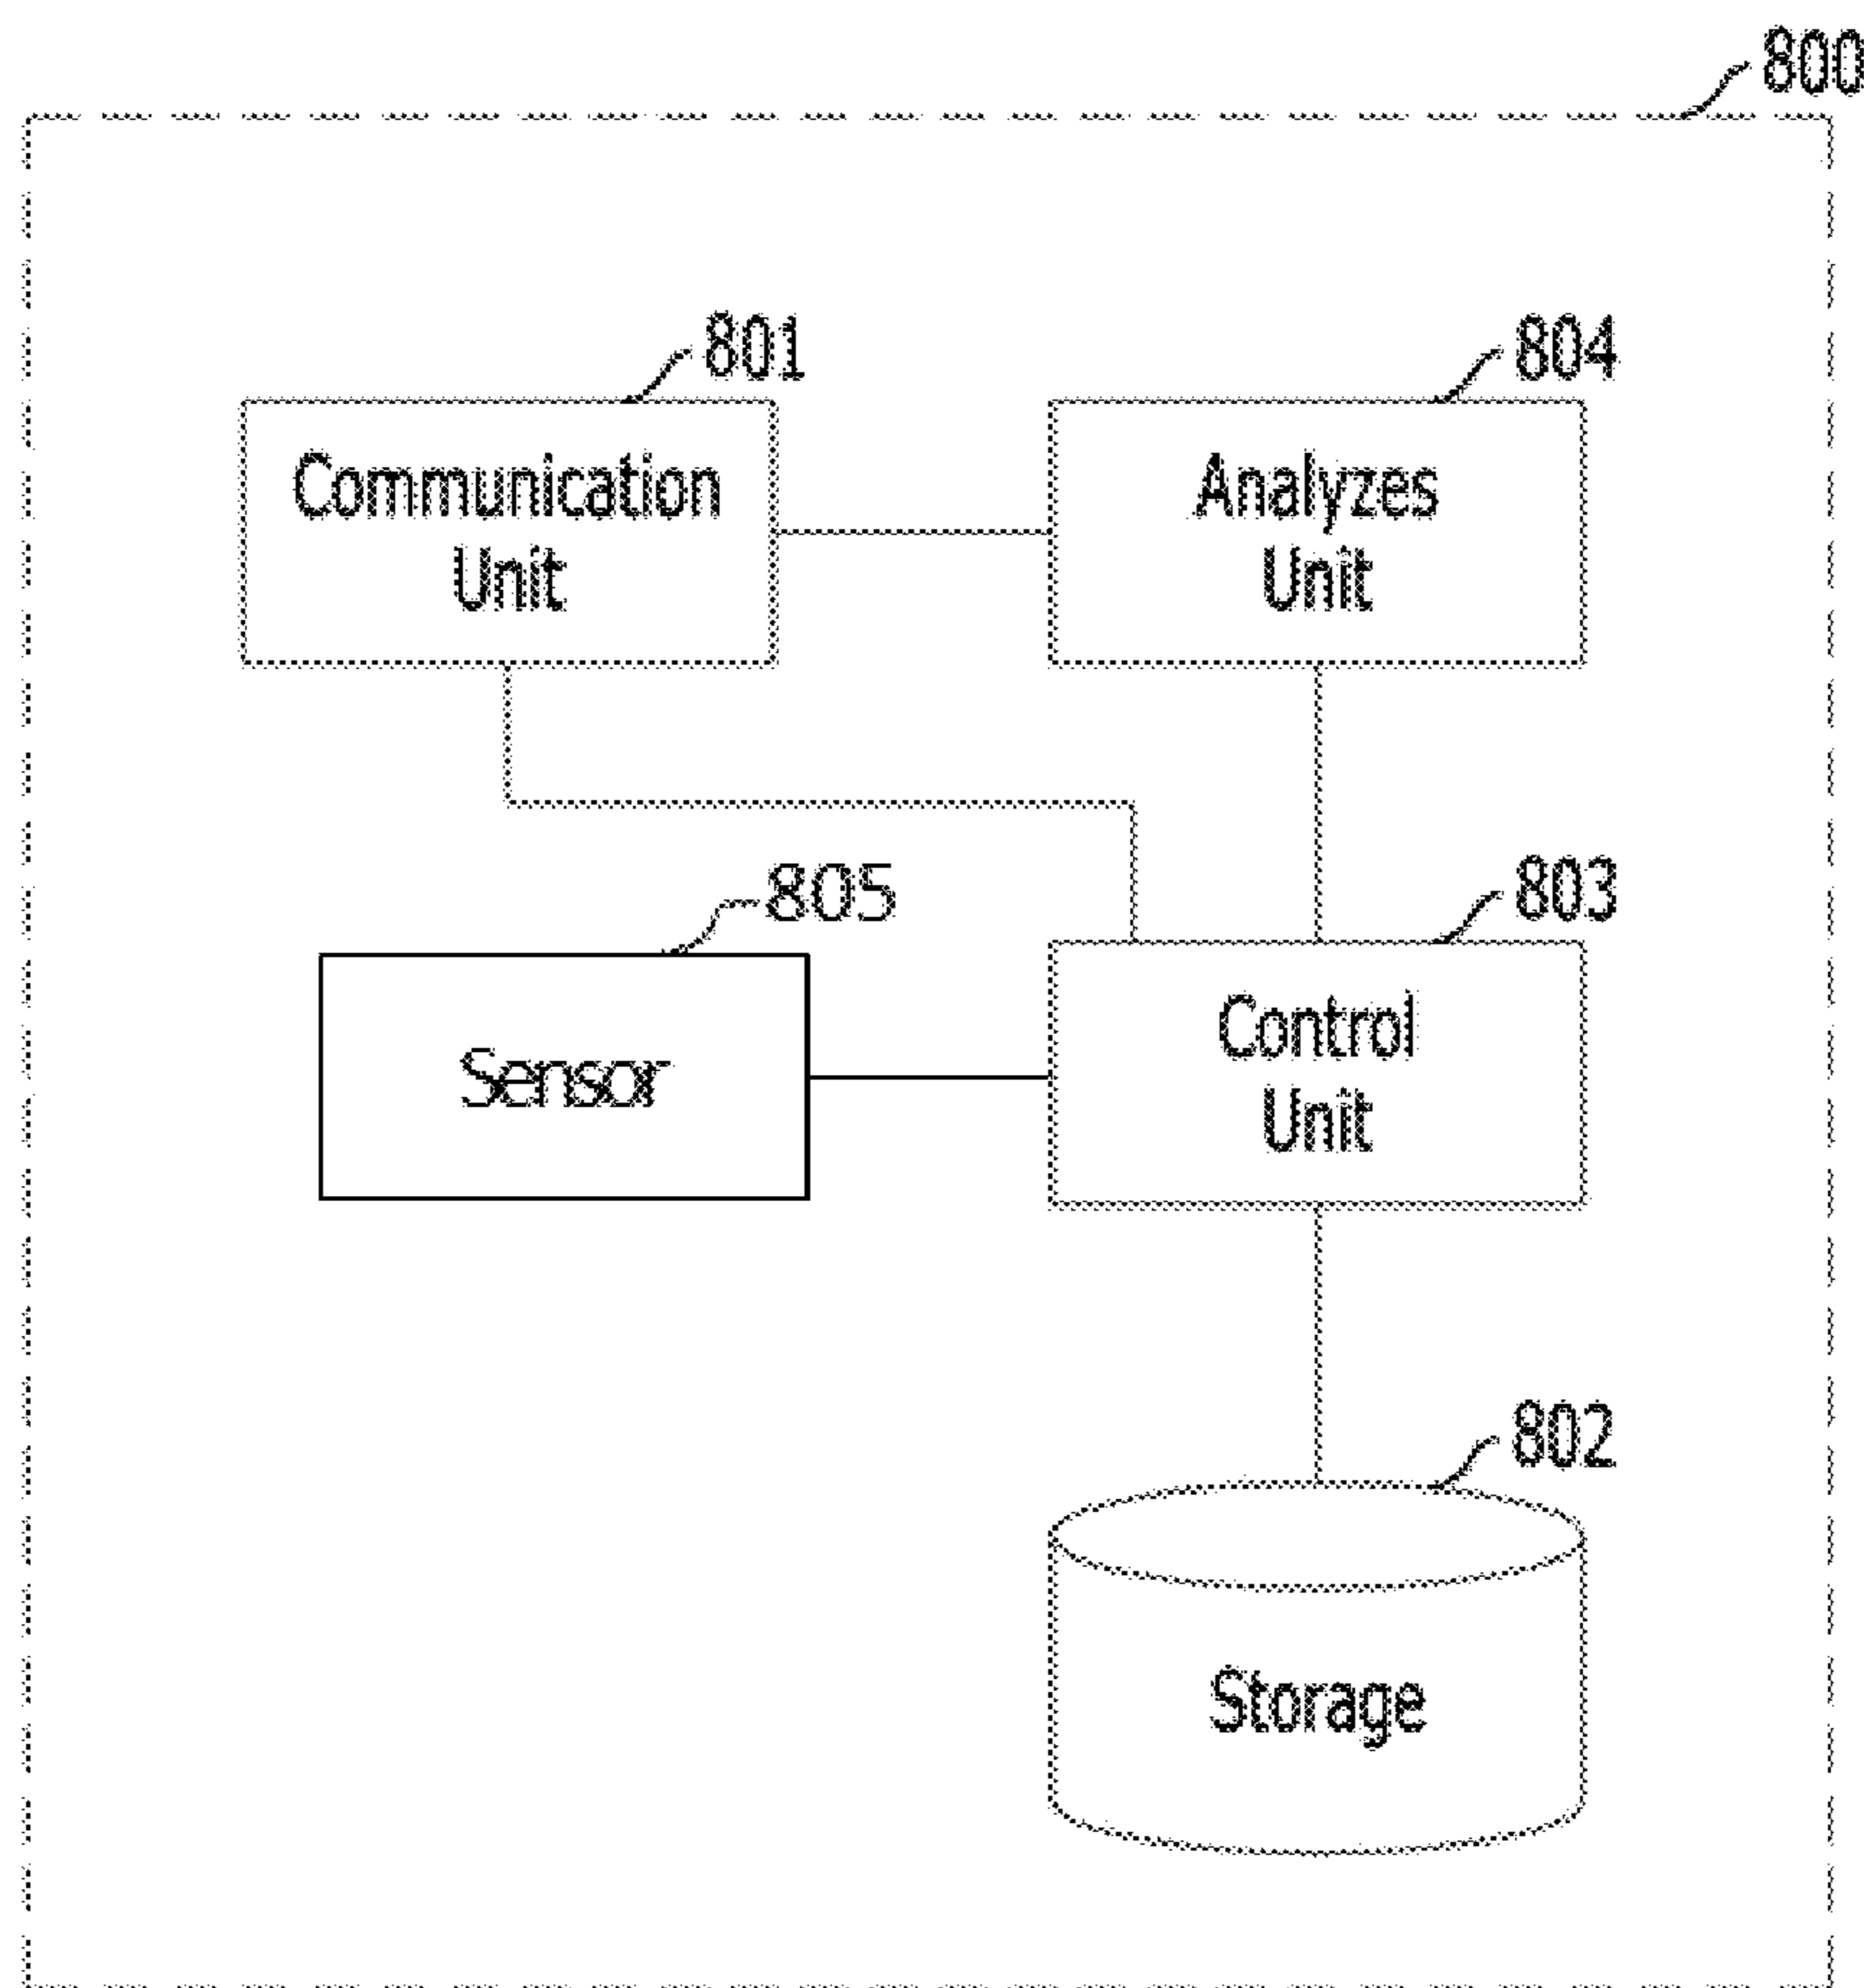 800
801
Communication
Unit
804
Analyzes
Unit
805
Sensor
803
Control
Unit
802
Storage